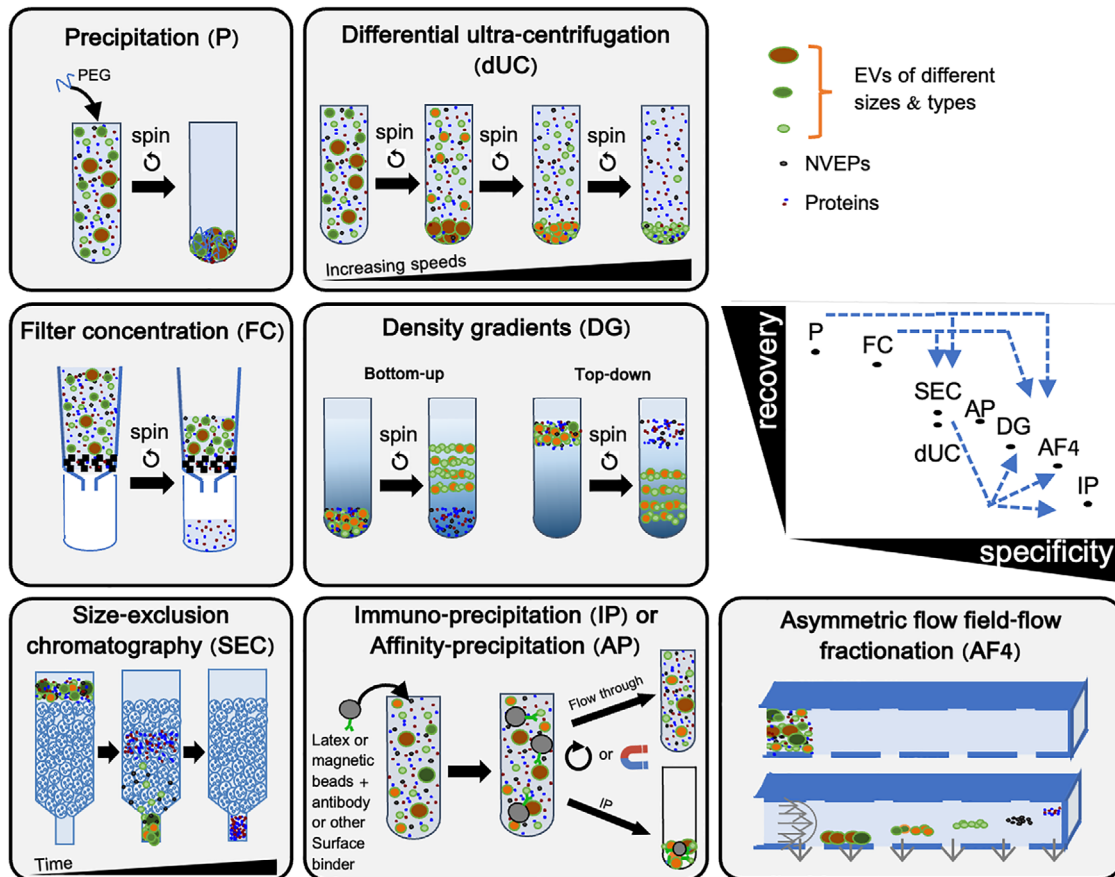 Precipitation (P)
PEG
spin
Differential ultra-centrifugation
(dUC)
spin
spin
spin
Increasing speeds
EVs of different
sizes & types
NVEPs
Proteins
Filter concentration (FC)
spin
Density gradients (DG)
Bottom-up
Top-down
spin
spin
recovery
P
FC
SEC
AP
DG
dUC
AF4
IP
specificity
Size-exclusion
chromatography (SEC)
Time
Immuno-precipitation (IP) or
Affinity-precipitation (AP)
Latex or
magnetic
beads +
antibody
or other
Surface
binder
Flow through
or
IP
Asymmetric flow field-flow
fractionation (AF4)